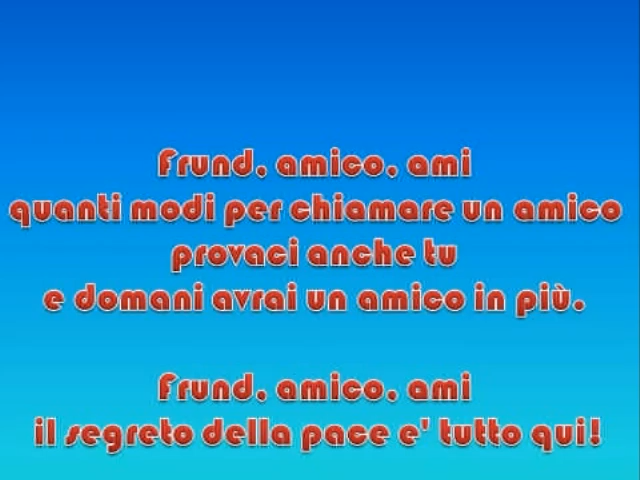 Frund, amico, ami
quanti modi per chiamare un amico
provaci anche tu
e domani avrai un amico in più.
Frund, amico, ami
il segreto della pace e' tutto qui!